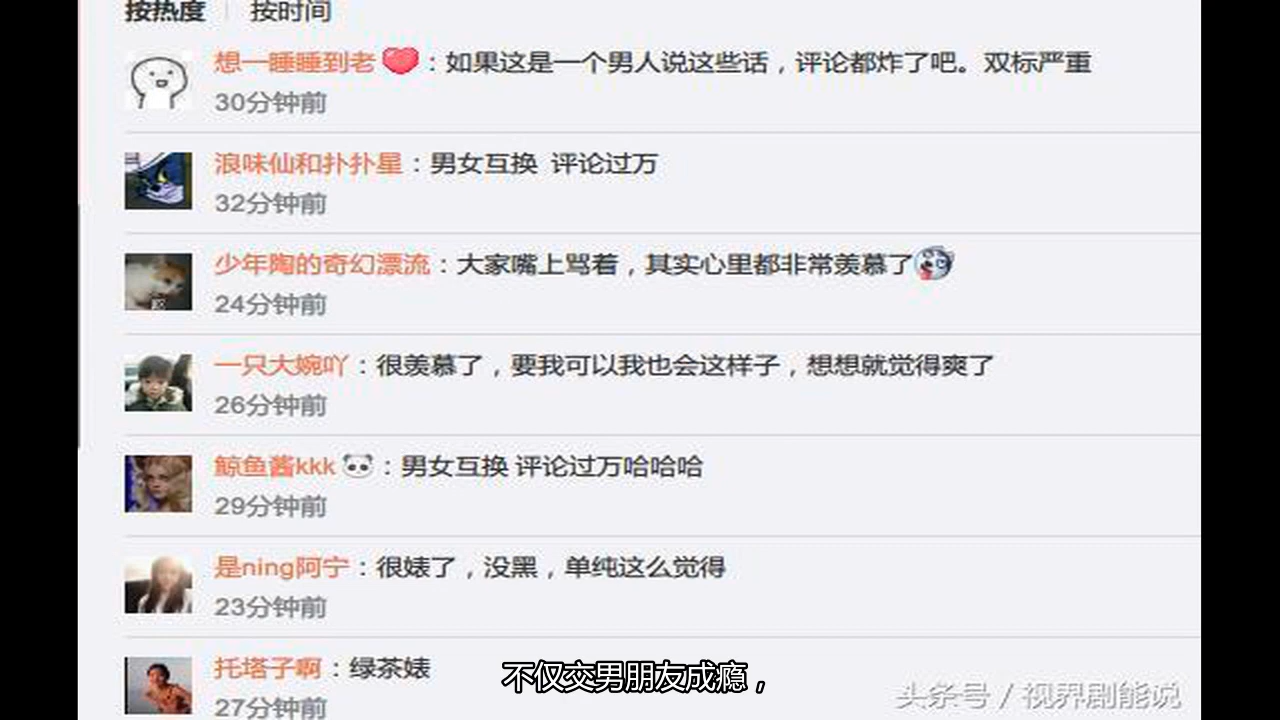 按热度 | 按时间
想一睡睡到老：如果这是一个男人说这些话，评论都炸了吧。双标严重
30分钟前
浪味仙和扑扑星：男女互换 评论过万
32分钟前
少年陶的奇幻漂流：大家嘴上骂着，其实心里都非常羡慕了
24分钟前
一只大婉吖：很羡慕了，要我可以我也会这样子，想想就觉得爽了
26分钟前
鲸鱼酱kkk：男女互换 评论过万哈哈哈
29分钟前
是ning阿宁：很婊了，没黑，单纯这么觉得
23分钟前
托塔子啊：绿茶婊
27分钟前
不仅交男朋友成瘾，
头条号 / 视界剧能说